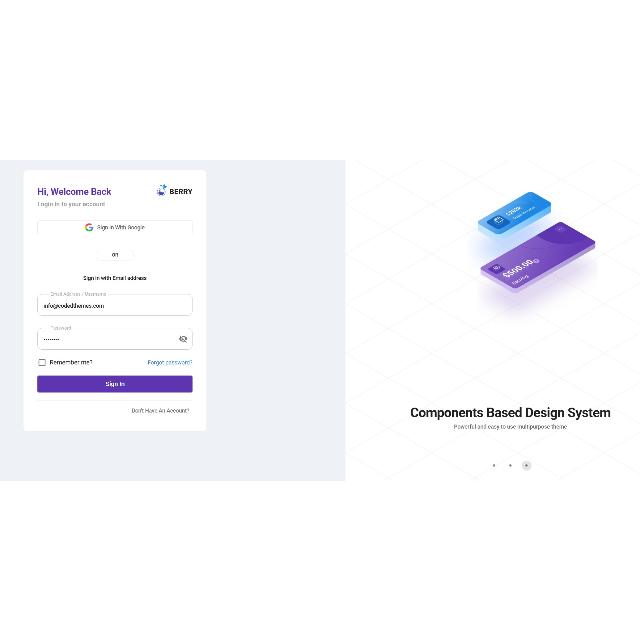 Hi, Welcome Back
BERRY
Login in to your account
Sign in With Google
OR
Sign in with Email address
Email Address / Username
info@codedthemes.com
Password
Remember me?
Forgot password?
Sign In
Don't Have An Account?
$500.00
Components Based Design System
Powerful and easy to use multipurpose theme